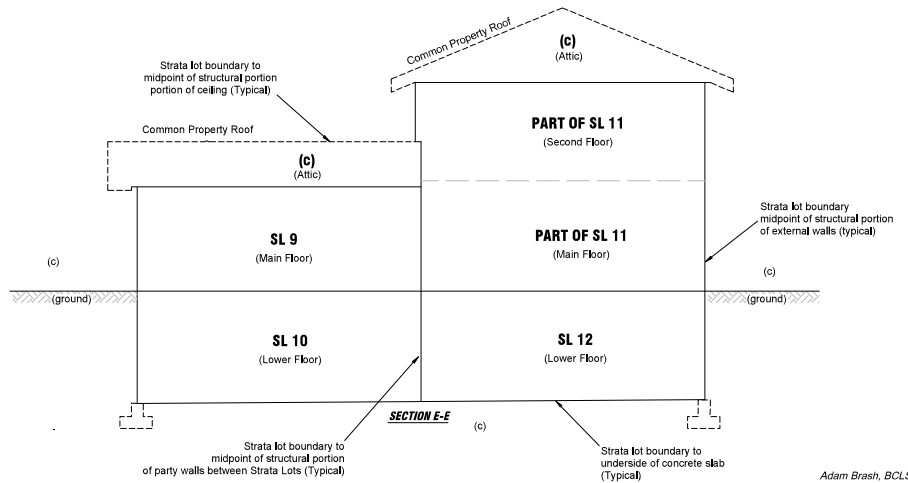 Common Property Roof
(c)
(Attic)
Strata lot boundary to
midpoint of structural portion
portion of ceiling (Typical)
Common Property Roof
(c)
(Attic)
PART OF SL 11
(Second Floor)
SL 9
(Main Floor)
PART OF SL 11
(Main Floor)
Strata lot boundary
midpoint of structural portion
of external walls (typical)
(c)
(c)
(ground)
(ground)
SL 10
(Lower Floor)
SL 12
(Lower Floor)
SECTION E-E
(c)
Strata lot boundary to
midpoint of structural portion
of party walls between Strata Lots (Typical)
Strata lot boundary to
underside of concrete slab
(Typical)
Adam Brash, BCLS